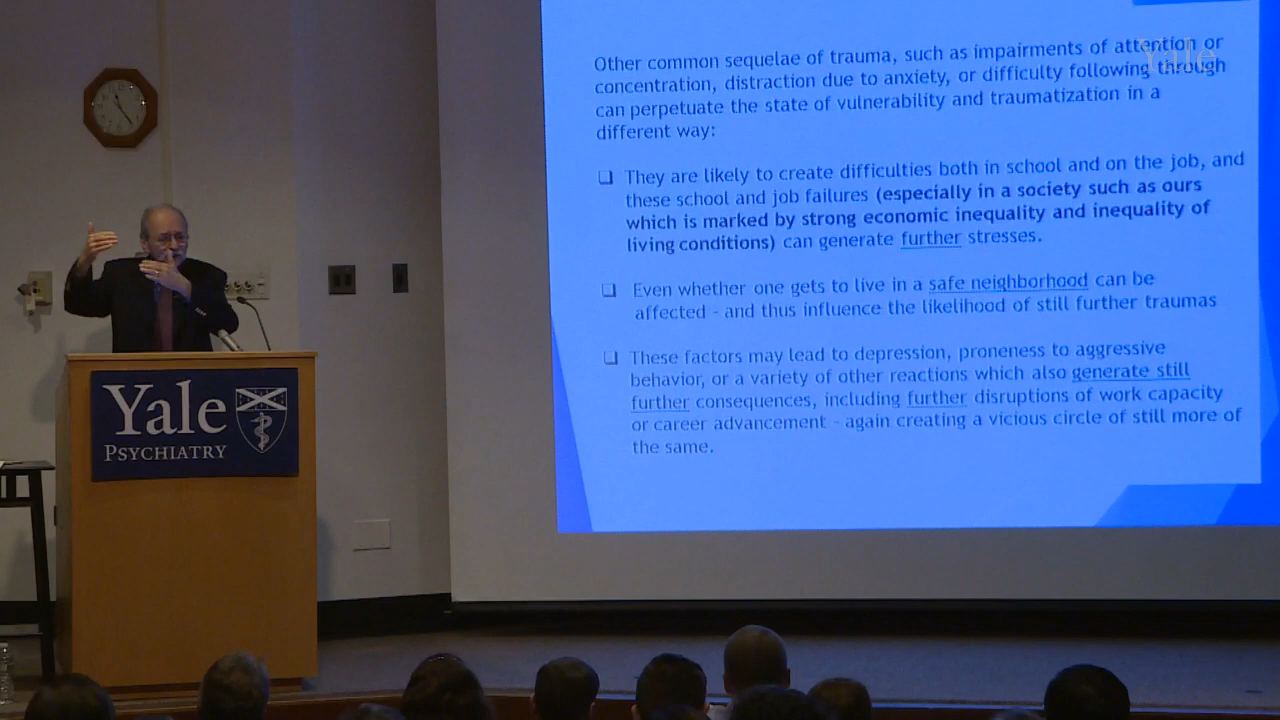 Yale
Other common sequelae of trauma, such as impairments of attention or
concentration, distraction due to anxiety, or difficulty following through
can perpetuate the state of vulnerability and traumatization in a
different way:
❑ They are likely to create difficulties both in school and on the job, and
these school and job failures (especially in a society such as ours
which is marked by strong economic inequality and inequality of
living conditions) can generate further stresses.
❑ Even whether one gets to live in a safe neighborhood can be
affected - and thus influence the likelihood of still further traumas
❑ These factors may lead to depression, proneness to aggressive
behavior, or a variety of other reactions which also generate still
further consequences, including further disruptions of work capacity
or career advancement - again creating a vicious circle of still more of
the same.
Yale
PSYCHIATRY